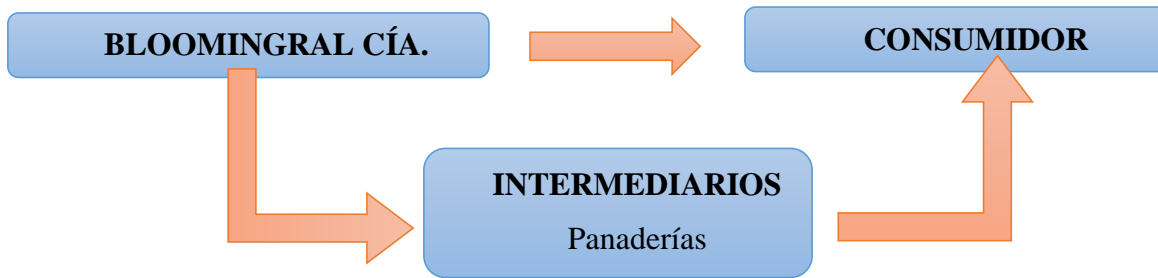 BLOOMINGRAL CÍA.
CONSUMIDOR
INTERMEDIARIOS
Panaderías